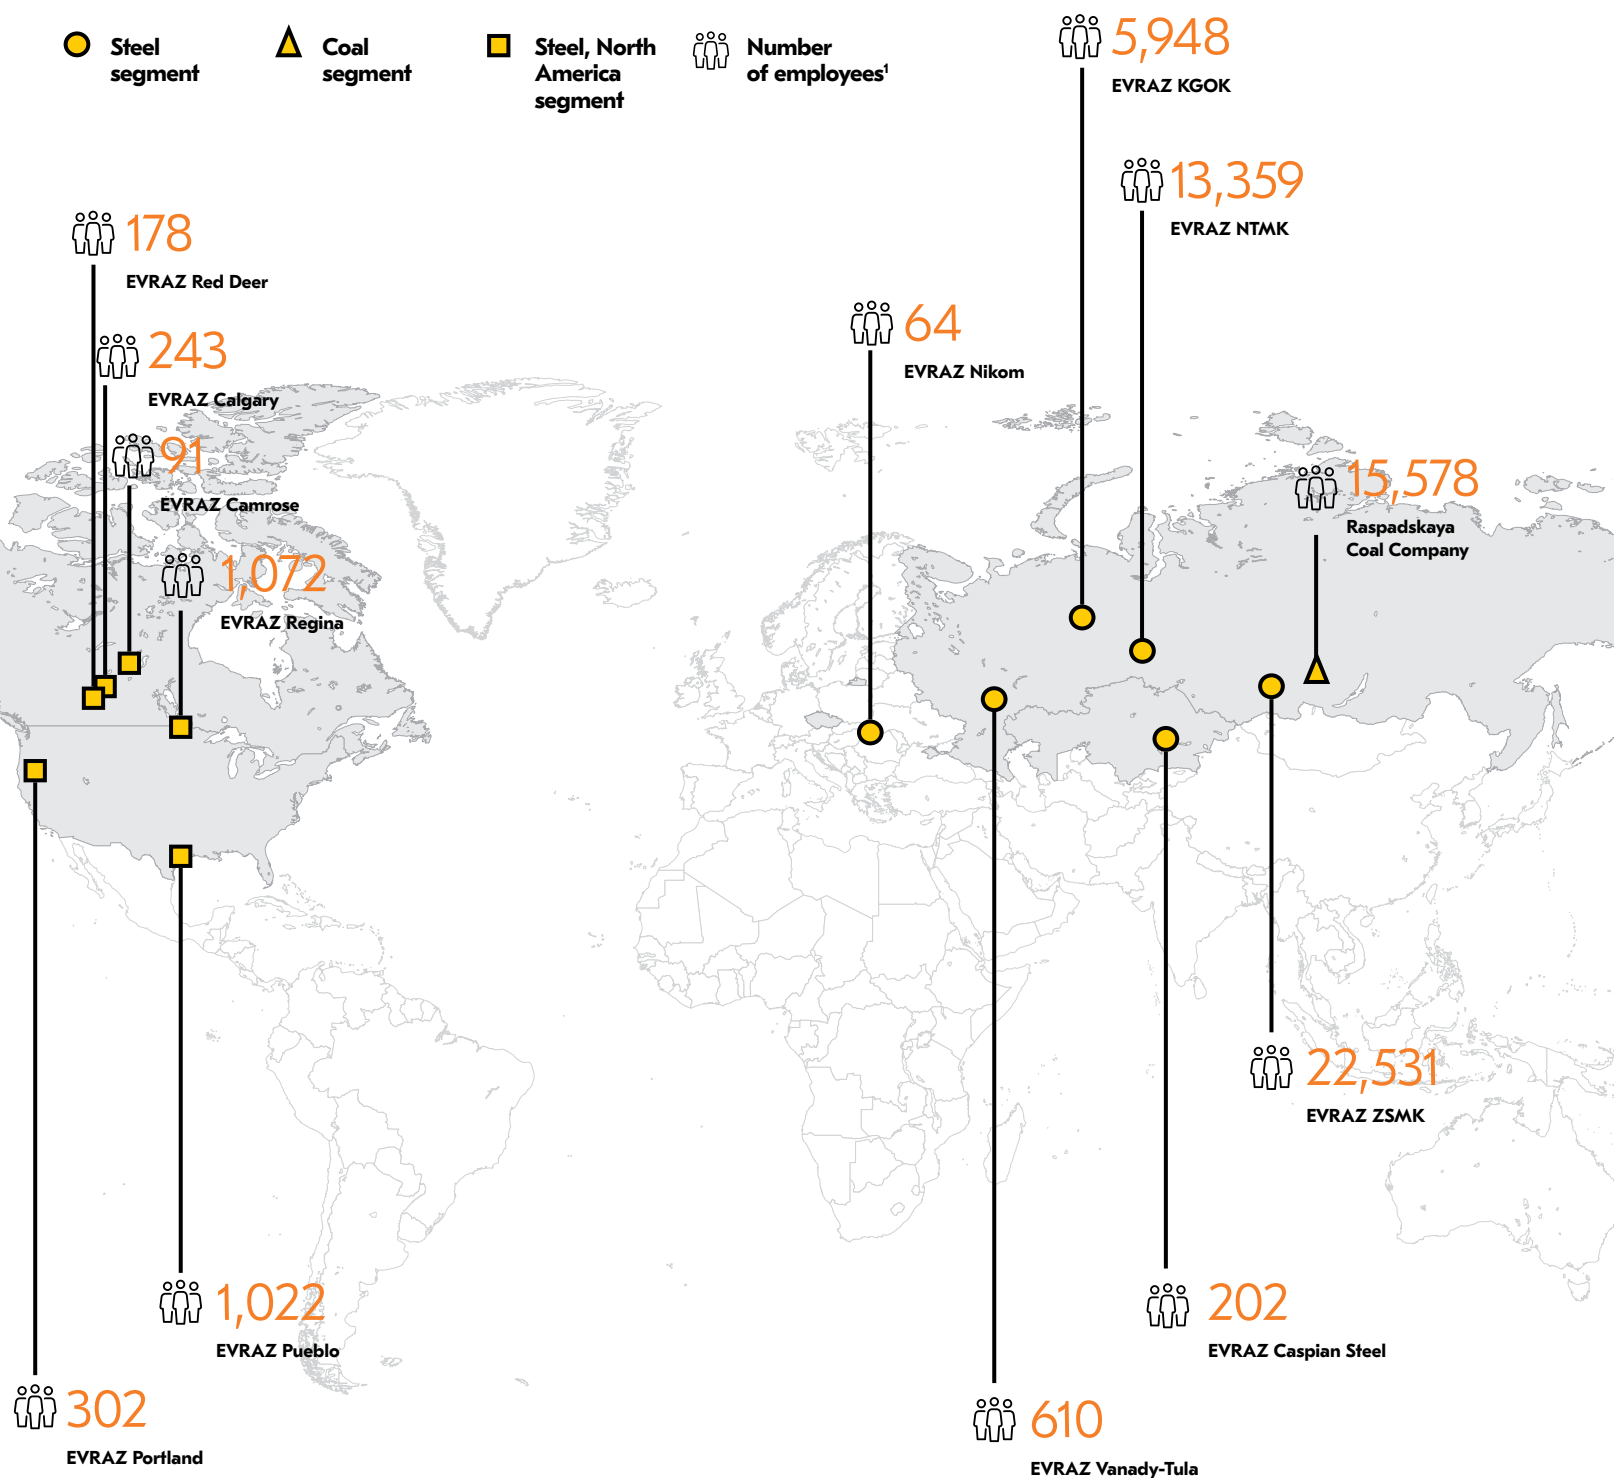 Steel
segment
Coal
segment
Steel, North
America
segment
Number
of employees¹
5,948
EVRAZ KGOK
13,359
EVRAZ NTMK
178
EVRAZ Red Deer
243
EVRAZ Calgary
91
EVRAZ Camrose
1,072
EVRAZ Regina
64
EVRAZ Nikom
15,578
Raspadskaya
Coal Company
22,531
EVRAZ ZSMK
1,022
EVRAZ Pueblo
202
EVRAZ Caspian Steel
302
EVRAZ Portland
610
EVRAZ Vanady-Tula